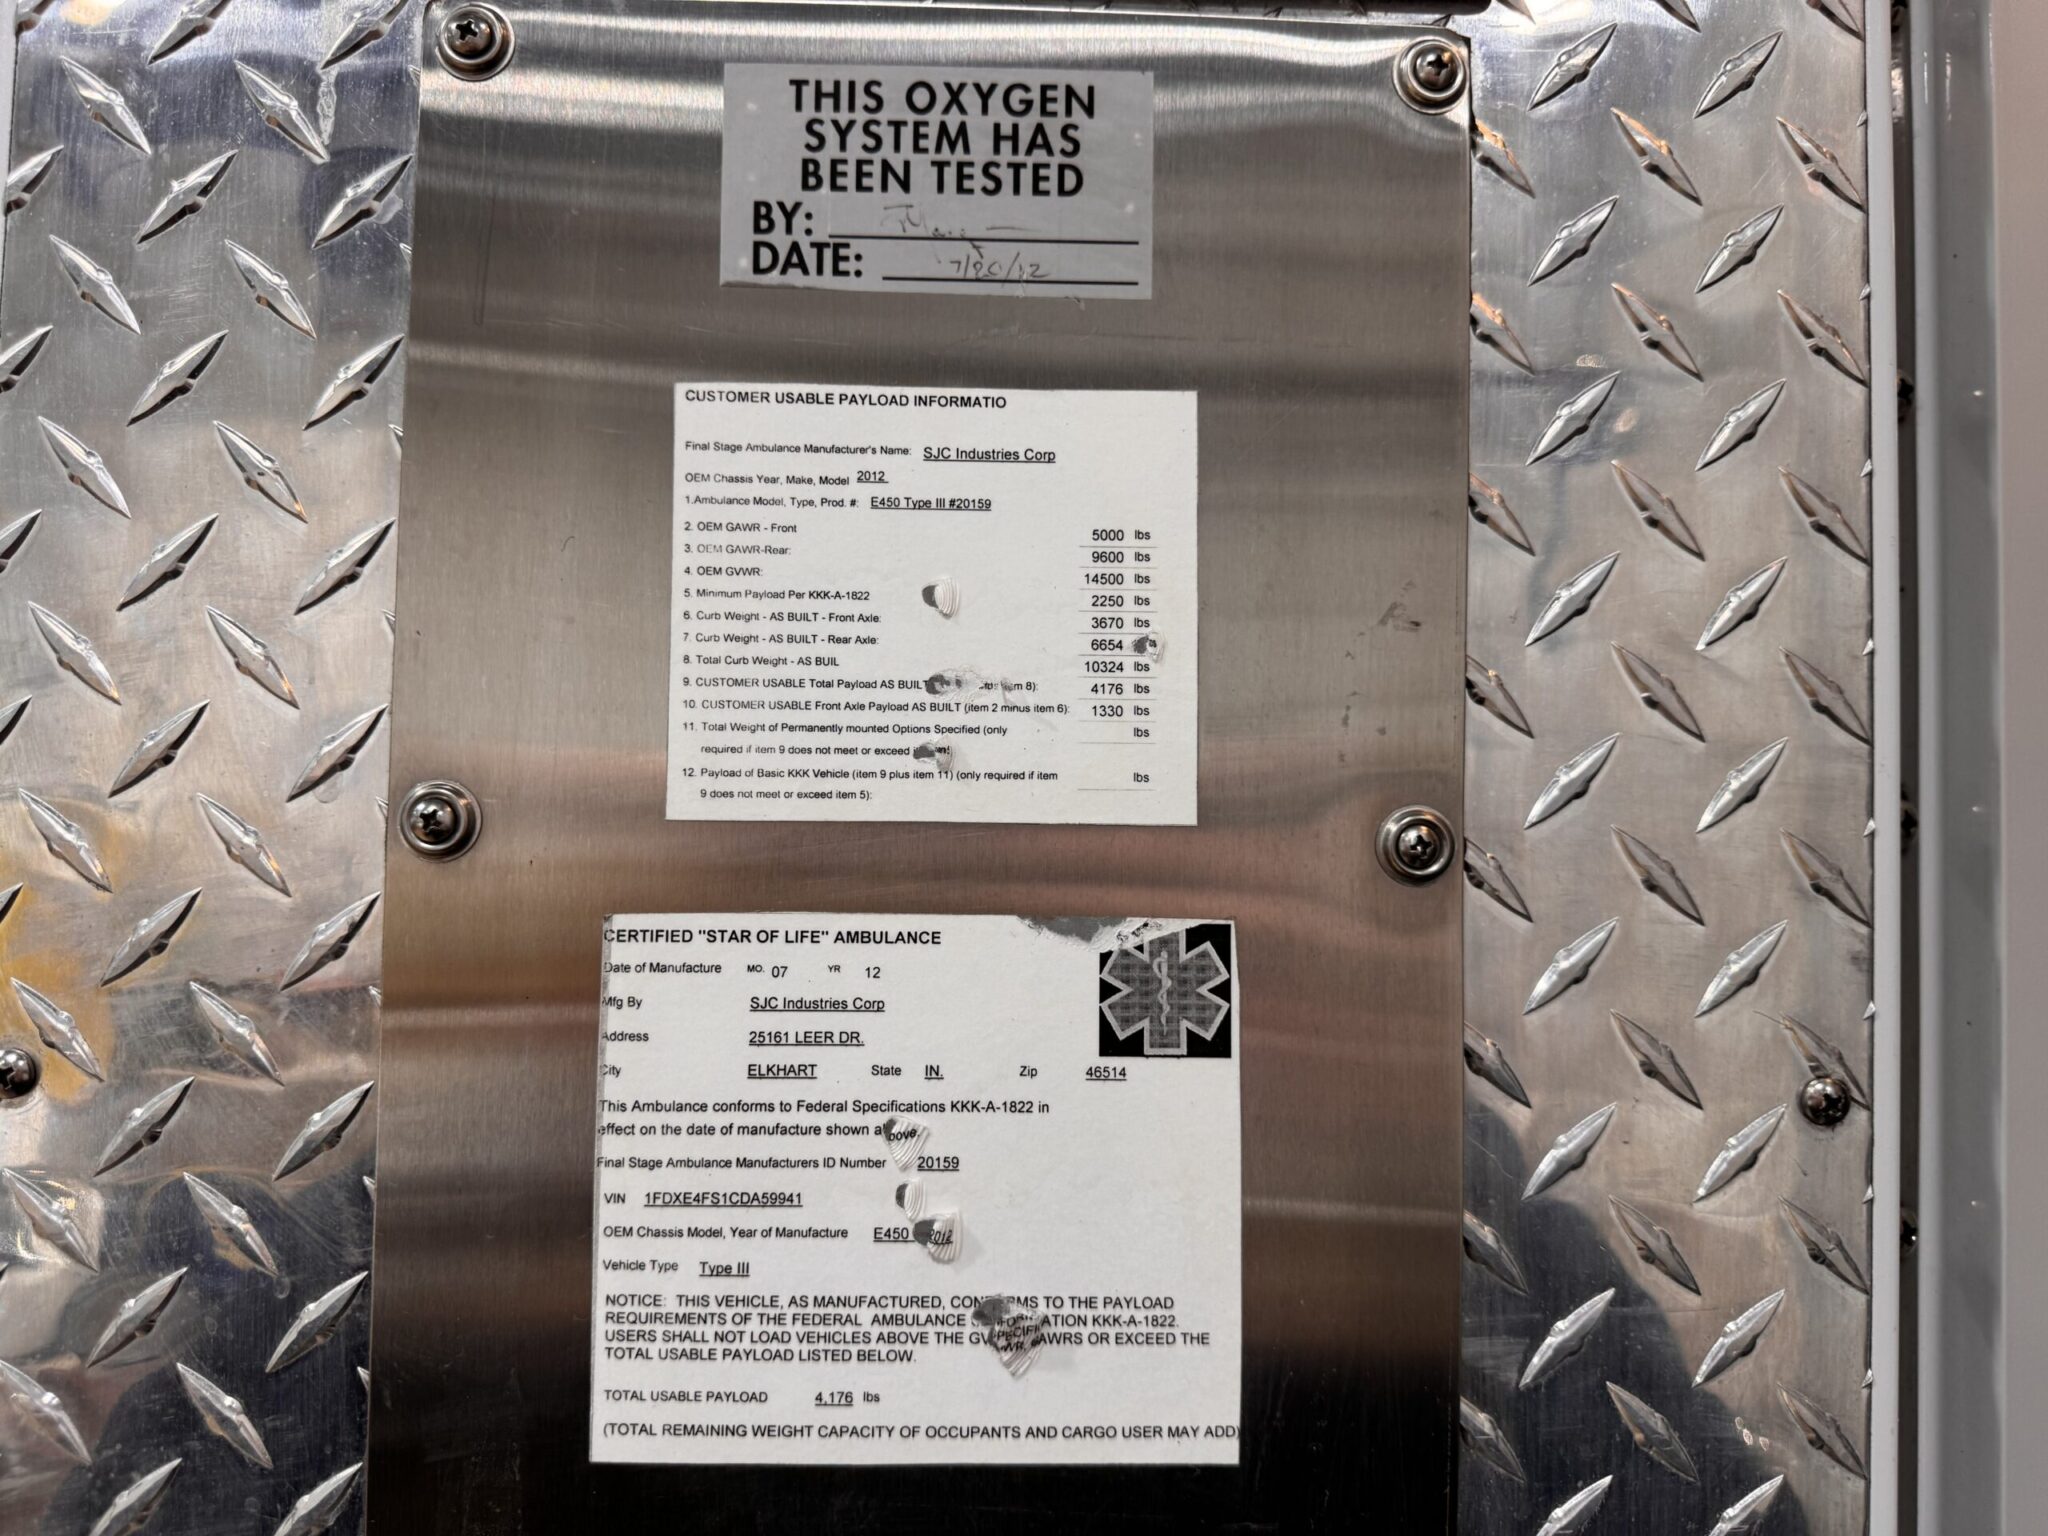 THIS OXYGEN
SYSTEM HAS
BEEN TESTED
BY:
DATE: 7/20/12
CUSTOMER USABLE PAYLOAD INFORMATIO
Final Stage Ambulance Manufacturer's Name: SJC Industries Corp
OEM Chassis Year, Make, Model 2012
1.Ambulance Model, Type, Prod. #: E450 Type III #20159
2. OEM GAWR - Front 5000 lbs
3. OEM GAWR-Rear: 9600 lbs
4. OEM GVWR: 14500 lbs
5. Minimum Payload Per KKK-A-1822 2250 lbs
6. Curb Weight - AS BUILT - Front Axle: 3670 lbs
7. Curb Weight - AS BUILT - Rear Axle: 6654
8. Total Curb Weight - AS BUIL 10324 lbs
9. CUSTOMER USABLE Total Payload AS BUILT 8): 4176 lbs
10. CUSTOMER USABLE Front Axle Payload AS BUILT (item 2 minus item 6): 1330 lbs
11. Total Weight of Permanently mounted Options Specified (only lbs
required if item 9 does not meet or exceed
12. Payload of Basic KKK Vehicle (item 9 plus item 11) (only required if item lbs
9 does not meet or exceed item 5):
CERTIFIED "STAR OF LIFE" AMBULANCE
Date of Manufacture MO. 07 YR 12
Mfg By SJC Industries Corp
Address 25161 LEER DR.
City ELKHART State IN. Zip 46514
This Ambulance conforms to Federal Specifications KKK-A-1822 in
effect on the date of manufacture shown above.
Final Stage Ambulance Manufacturers ID Number 20159
VIN 1FDXE4FS1CDA59941
OEM Chassis Model, Year of Manufacture E450 2012
Vehicle Type Type III
NOTICE: THIS VEHICLE, AS MANUFACTURED, CONFORMS TO THE PAYLOAD
REQUIREMENTS OF THE FEDERAL AMBULANCE SPECIFICATION KKK-A-1822.
USERS SHALL NOT LOAD VEHICLES ABOVE THE GVWR, GAWRS OR EXCEED THE
TOTAL USABLE PAYLOAD LISTED BELOW.
TOTAL USABLE PAYLOAD 4,176 lbs
(TOTAL REMAINING WEIGHT CAPACITY OF OCCUPANTS AND CARGO USER MAY ADD)